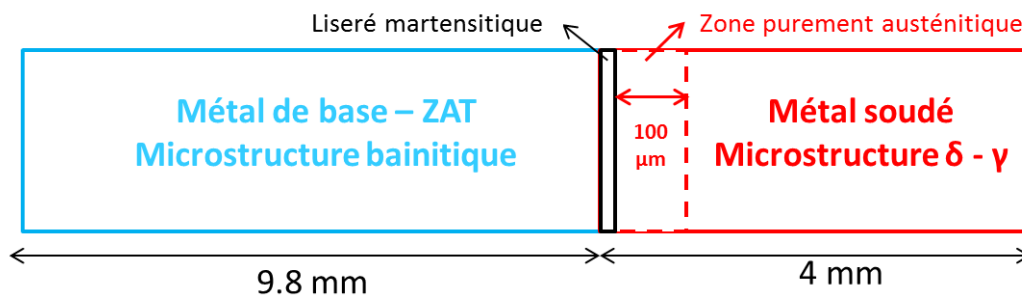 Liseré martensitique
Zone purement austénitique
Métal de base – ZAT
Microstructure bainitique
100
µm
Métal soudé
Microstructure δ - γ
9.8 mm
4 mm